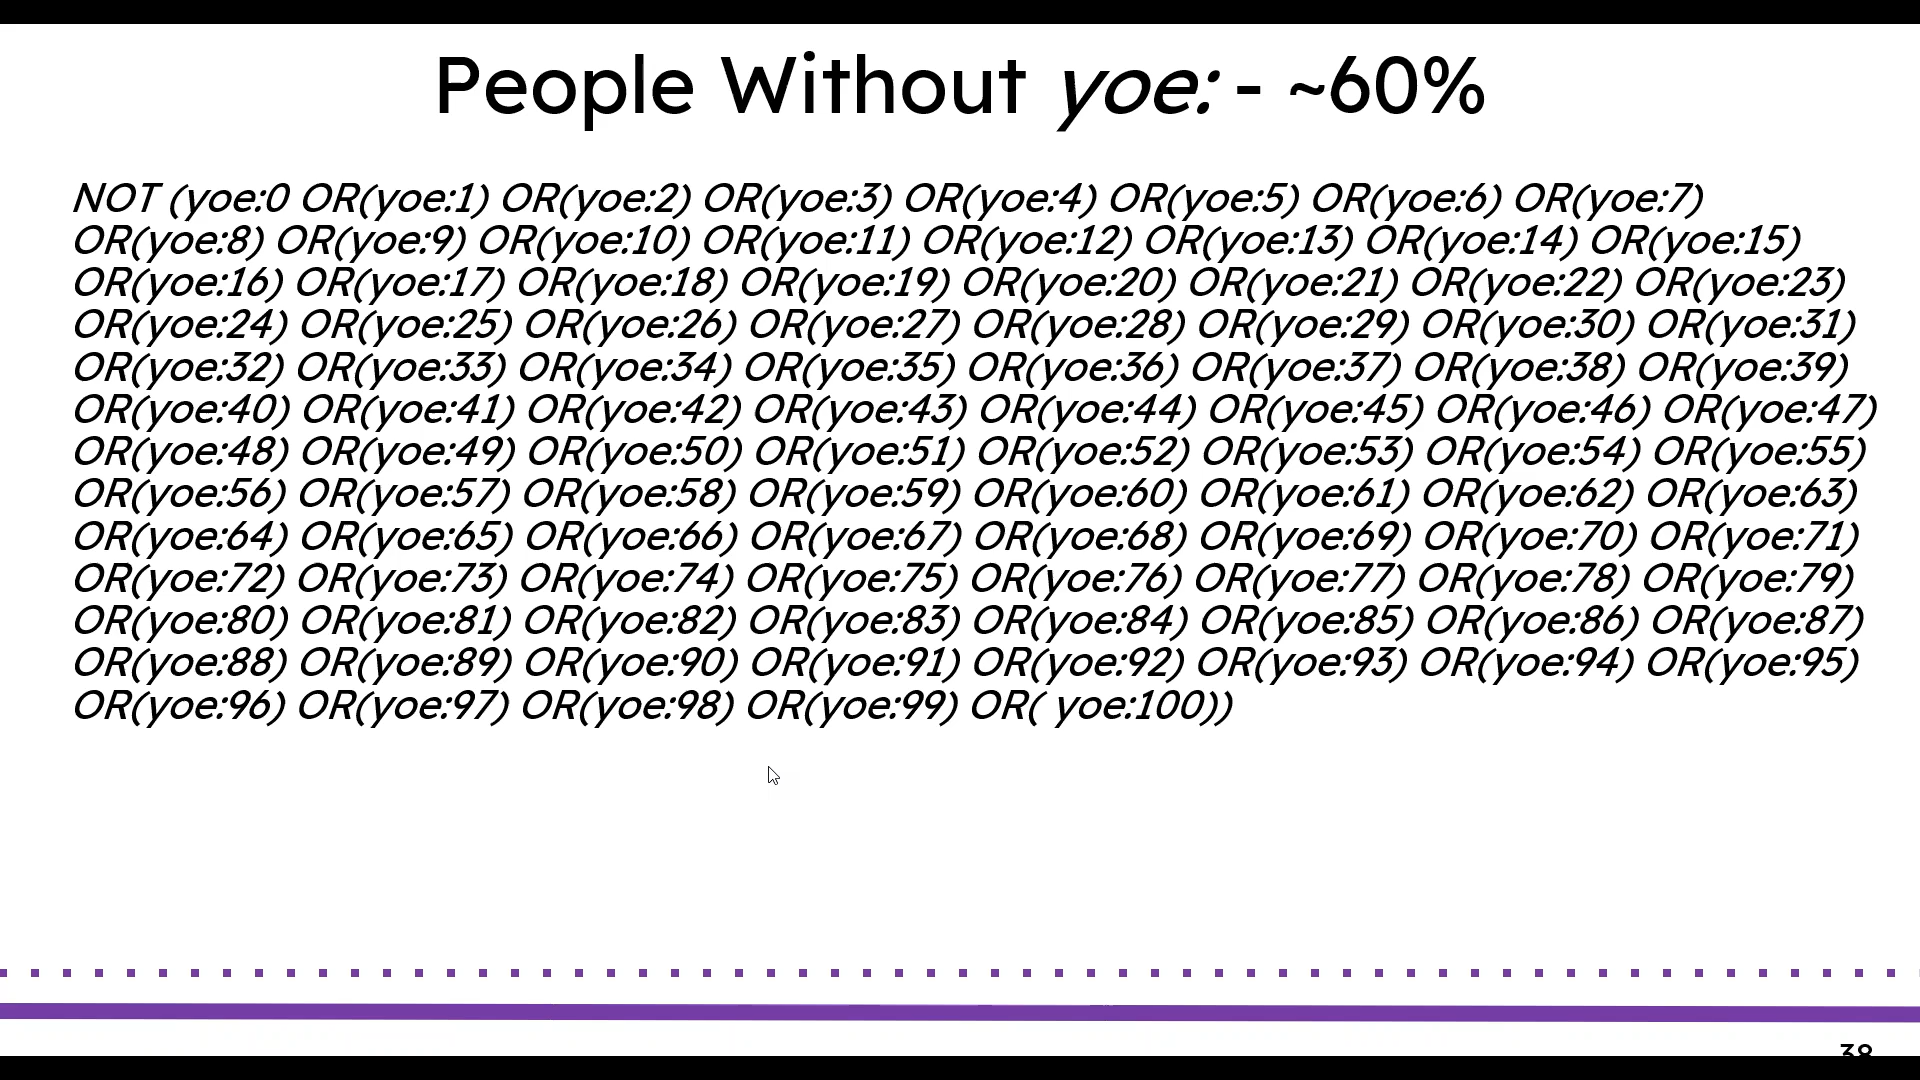 People Without yoe: - ~60%
NOT (yoe:0 OR(yoe:1) OR(yoe:2) OR(yoe:3) OR(yoe:4) OR(yoe:5) OR(yoe:6) OR(yoe:7)
OR(yoe:8) OR(yoe:9) OR(yoe:10) OR(yoe:11) OR(yoe:12) OR(yoe:13) OR(yoe:14) OR(yoe:15)
OR(yoe:16) OR(yoe:17) OR(yoe:18) OR(yoe:19) OR(yoe:20) OR(yoe:21) OR(yoe:22) OR(yoe:23)
OR(yoe:24) OR(yoe:25) OR(yoe:26) OR(yoe:27) OR(yoe:28) OR(yoe:29) OR(yoe:30) OR(yoe:31)
OR(yoe:32) OR(yoe:33) OR(yoe:34) OR(yoe:35) OR(yoe:36) OR(yoe:37) OR(yoe:38) OR(yoe:39)
OR(yoe:40) OR(yoe:41) OR(yoe:42) OR(yoe:43) OR(yoe:44) OR(yoe:45) OR(yoe:46) OR(yoe:47)
OR(yoe:48) OR(yoe:49) OR(yoe:50) OR(yoe:51) OR(yoe:52) OR(yoe:53) OR(yoe:54) OR(yoe:55)
OR(yoe:56) OR(yoe:57) OR(yoe:58) OR(yoe:59) OR(yoe:60) OR(yoe:61) OR(yoe:62) OR(yoe:63)
OR(yoe:64) OR(yoe:65) OR(yoe:66) OR(yoe:67) OR(yoe:68) OR(yoe:69) OR(yoe:70) OR(yoe:71)
OR(yoe:72) OR(yoe:73) OR(yoe:74) OR(yoe:75) OR(yoe:76) OR(yoe:77) OR(yoe:78) OR(yoe:79)
OR(yoe:80) OR(yoe:81) OR(yoe:82) OR(yoe:83) OR(yoe:84) OR(yoe:85) OR(yoe:86) OR(yoe:87)
OR(yoe:88) OR(yoe:89) OR(yoe:90) OR(yoe:91) OR(yoe:92) OR(yoe:93) OR(yoe:94) OR(yoe:95)
OR(yoe:96) OR(yoe:97) OR(yoe:98) OR(yoe:99) OR( yoe:100))
38